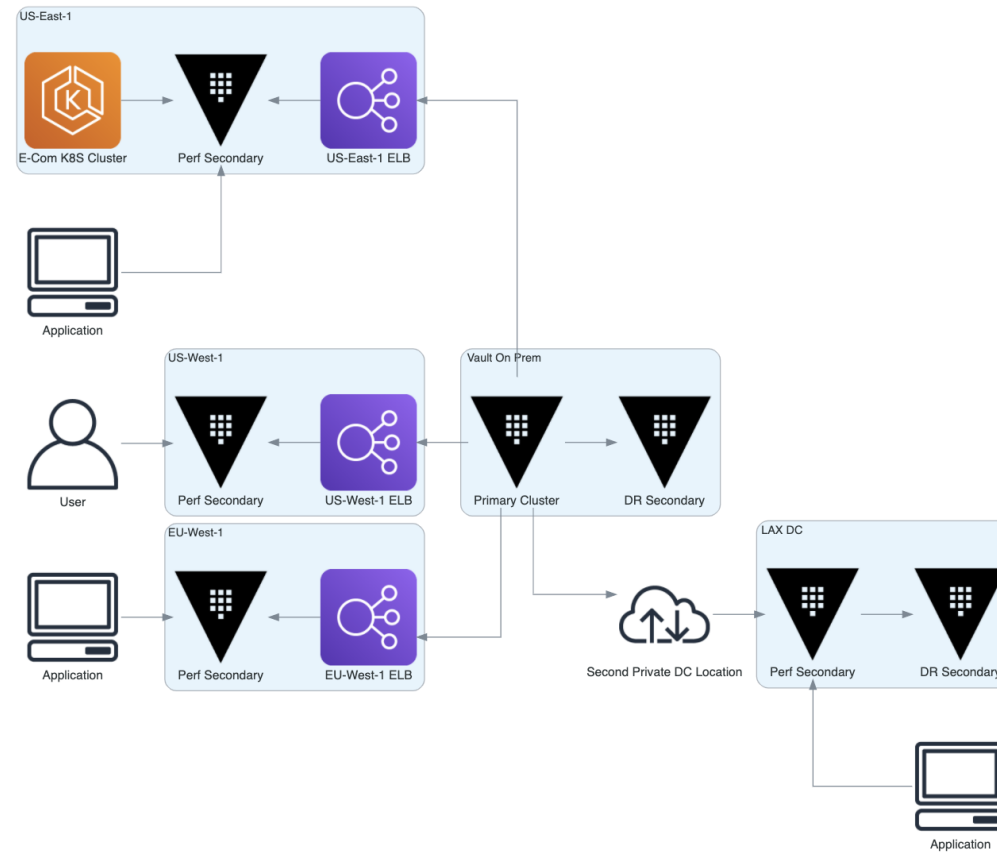 US-East-1
E-Com K8S Cluster
Perf Secondary
US-East-1 ELB
Application
US-West-1
Vault On Prem
User
Perf Secondary
US-West-1 ELB
Primary Cluster
DR Secondary
EU-West-1
LAX DC
Application
Perf Secondary
EU-West-1 ELB
Second Private DC Location
Perf Secondary
DR Secondary
Application